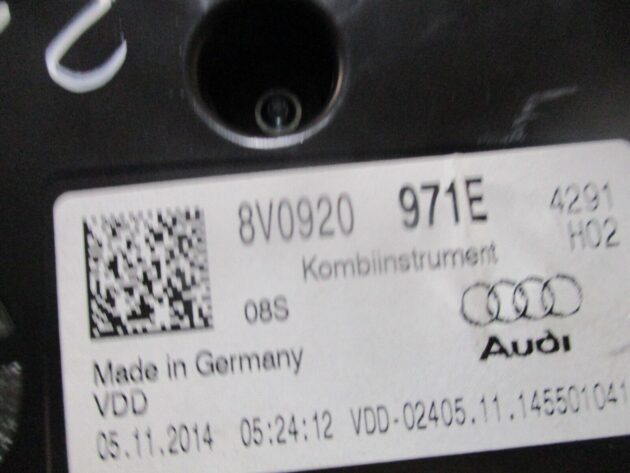 8V0920 971E 4291
Kombiinstrument H02
08S
Audi
Made in Germany
VDD
05.11.2014 05:24:12 VDD-02405.11.145501041